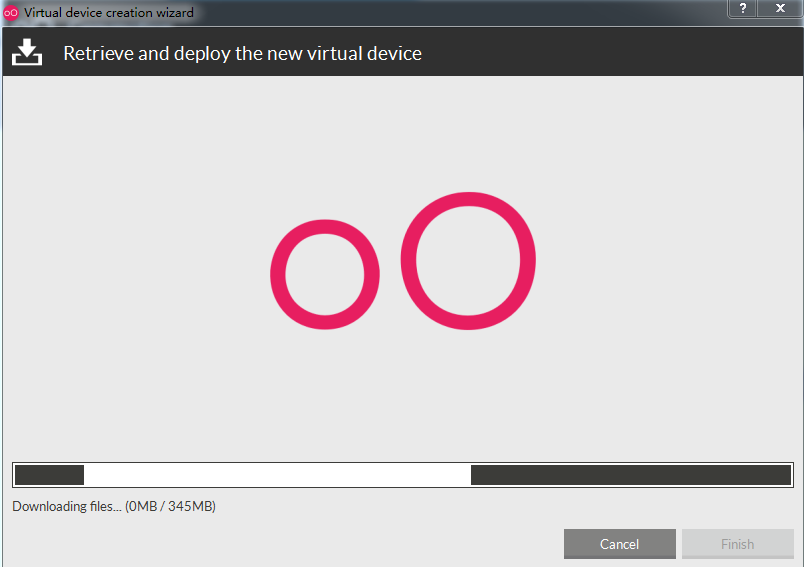 Virtual device creation wizard
?
Retrieve and deploy the new virtual device
Downloading files... (0MB / 345MB)
Cancel
Finish